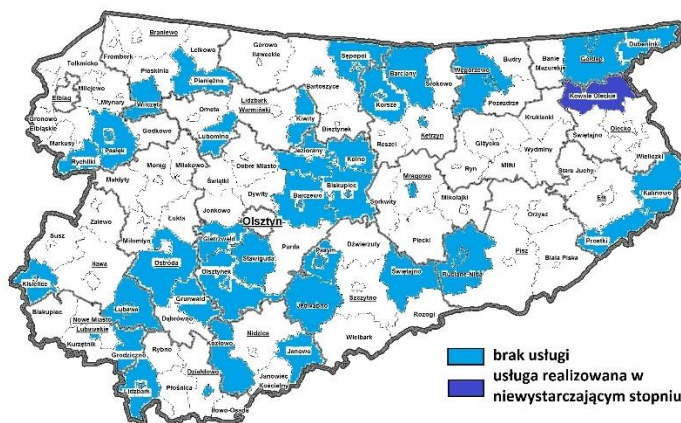 Braniewo
Frombork
Lelkowo
Górowo
Iławeckie
Sępopol
Barciany
Srokowo
Węgorzewo
Budry
Banie
Mazurskie
Gołdap
Dubeninki
Tolkmicko
Płoskinia
Pieniężno
Bartoszyce
Korsze
Pozezdrze
Kowale Oleckie
Elbląg
Milejewo
Młynary
Wilczęta
Orneta
Lidzbark
Warmiński
Kiwity
Bisztynek
Reszel
Kętrzyn
Kruklanki
Giżycko
Świętajno
Olecko
Gronowo
Elbląskie
Markusy
Pasłęk
Godkowo
Lubomino
Jeziorany
Kolno
Ryn
Miłki
Wydminy
Wieliczki
Rychliki
Morąg
Miłakowo
Dobre Miasto
Świątki
Mrągowo
Stare Juchy
Małdyty
Dywity
Barczewo
Biskupiec
Sorkwity
Mikołajki
Ełk
Kalinowo
Zalewo
Łukta
Jonkowo
Olsztyn
Orzysz
Susz
Miłomłyn
Gietrzwałd
Purda
Pasym
Dźwierzuty
Piecki
Pisz
Prostki
Iława
Ostróda
Olsztynek
Stawiguda
Świętajno
Ruciane-Nida
Biała Piska
Kisielice
Grunwald
Jedwabno
Szczytno
Biskupiec
Nowe Miasto
Lubawskie
Lubawa
Dąbrówno
Nidzica
Wielbark
Rozogi
Kurzętnik
Grodziczno
Rybno
Kozłowo
Janowo
Działdowo
Janowiec
Kościelny
Lidzbark
Płośnica
Iłowo-Osada
brak usługi
usługa realizowana w
niewystarczającym stopniu